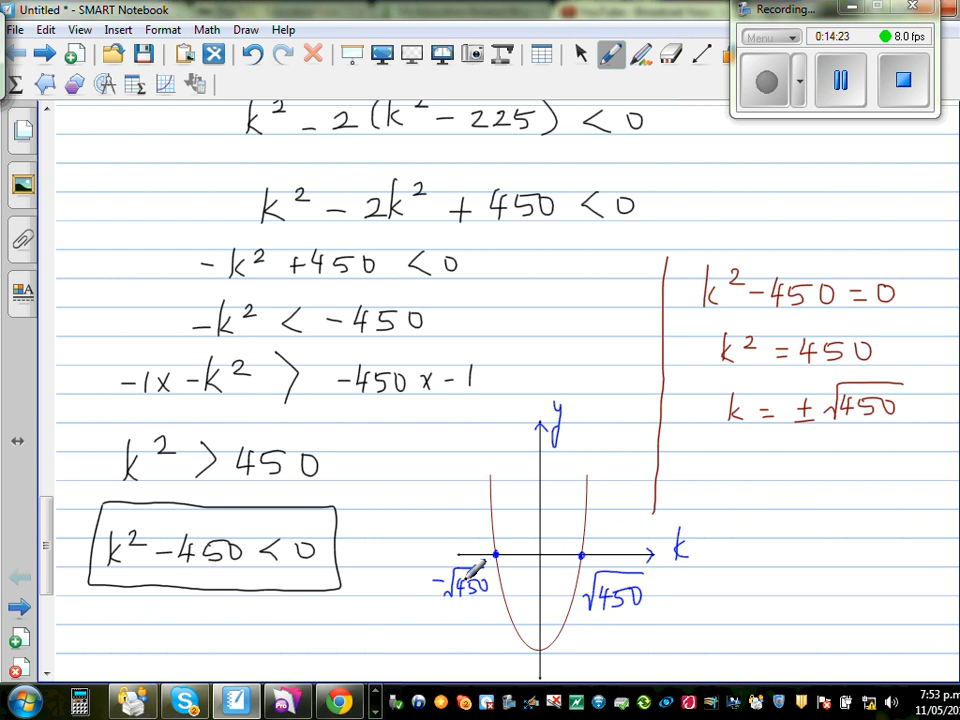 Untitled * - SMART Notebook
File Edit View Insert Format Math Draw Help
Recording...
Menu 0:14:23 8.0 fps
k² - 2(k² - 225) < 0
k² - 2k² + 450 < 0
-k² + 450 < 0
-k² < -450
-1 x -k² > -450 x -1
k² > 450
k² - 450 < 0
k² - 450 = 0
k² = 450
k = ± √450
y
k
-√450
√450
7:53 p.m
11/05/20